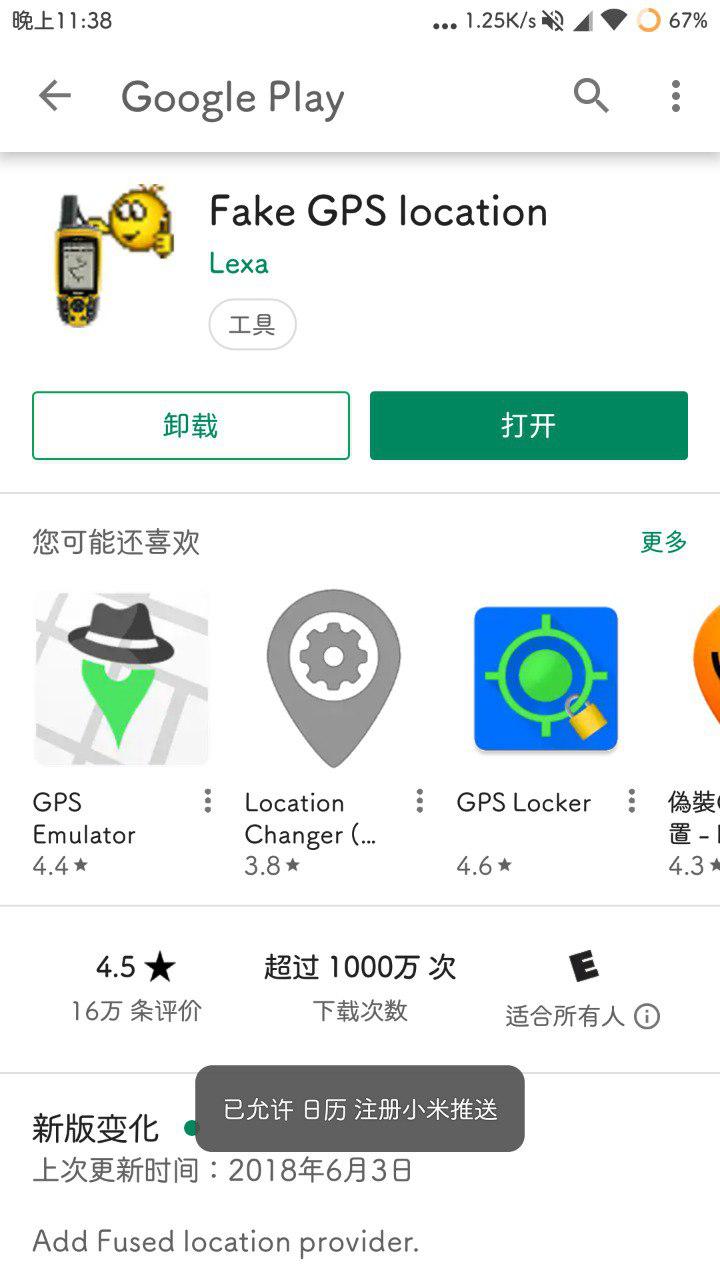 晚上11:38
... 1.25K/s 67%
Google Play
Fake GPS location
Lexa
工具
卸载
打开
您可能还喜欢
更多
GPS
Emulator
4.4★
Location
Changer (...
3.8★
GPS Locker
4.6★
偽裝
置 -
4.3★
4.5★
16万 条评价
超过 1000万 次
下载次数
E
适合所有人
已允许 日历 注册小米推送
新版变化
上次更新时间：2018年6月3日
Add Fused location provider.